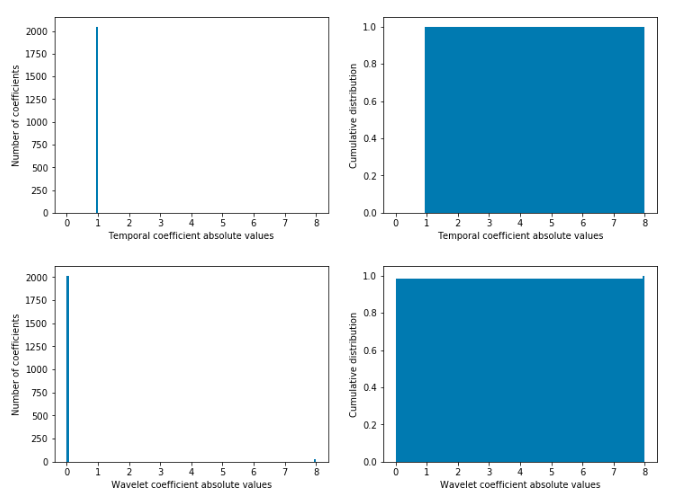 Number of coefficients
2000
1750
1500
1250
1000
750
500
250
0
0 1 2 3 4 5 6 7 8
Temporal coefficient absolute values
Cumulative distribution
1.0
0.8
0.6
0.4
0.2
0.0
0 1 2 3 4 5 6 7 8
Temporal coefficient absolute values
Number of coefficients
2000
1750
1500
1250
1000
750
500
250
0
0 1 2 3 4 5 6 7 8
Wavelet coefficient absolute values
Cumulative distribution
1.0
0.8
0.6
0.4
0.2
0.0
0 1 2 3 4 5 6 7 8
Wavelet coefficient absolute values